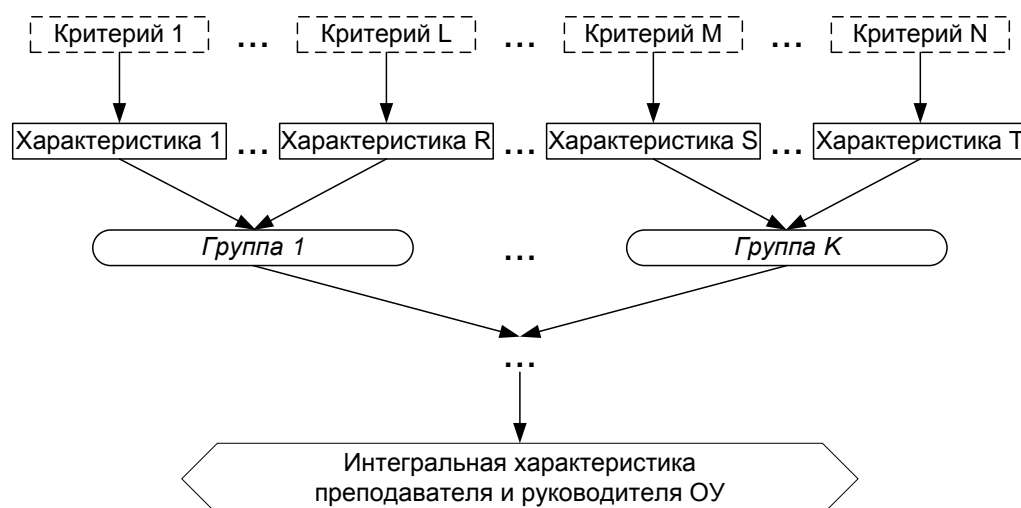 Критерий 1 ... Критерий L ... Критерий M ... Критерий N
Характеристика 1 ... Характеристика R ... Характеристика S ... Характеристика T
Группа 1 ... Группа K
...
Интегральная характеристика
преподавателя и руководителя ОУ